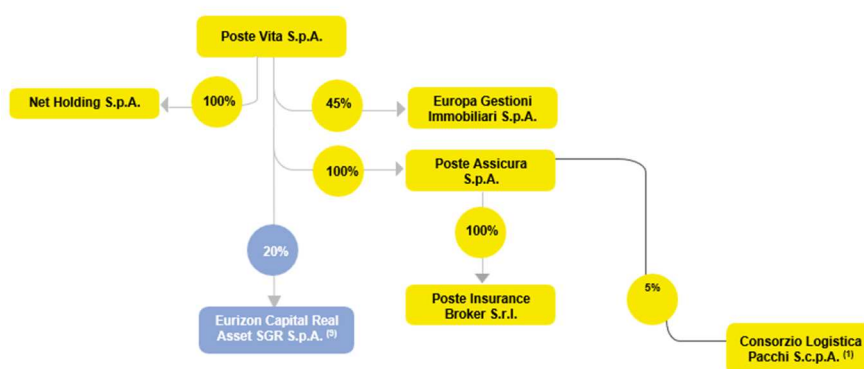 Poste Vita S.p.A.
Net Holding S.p.A.
100%
45%
Europa Gestioni
Immobiliari S.p.A.
100%
Poste Assicura
S.p.A.
20%
100%
5%
Eurizon Capital Real
Asset SGR S.p.A. (9)
Poste Insurance
Broker S.r.l.
Consorzio Logistica
Pacchi S.c.p.A. (1)